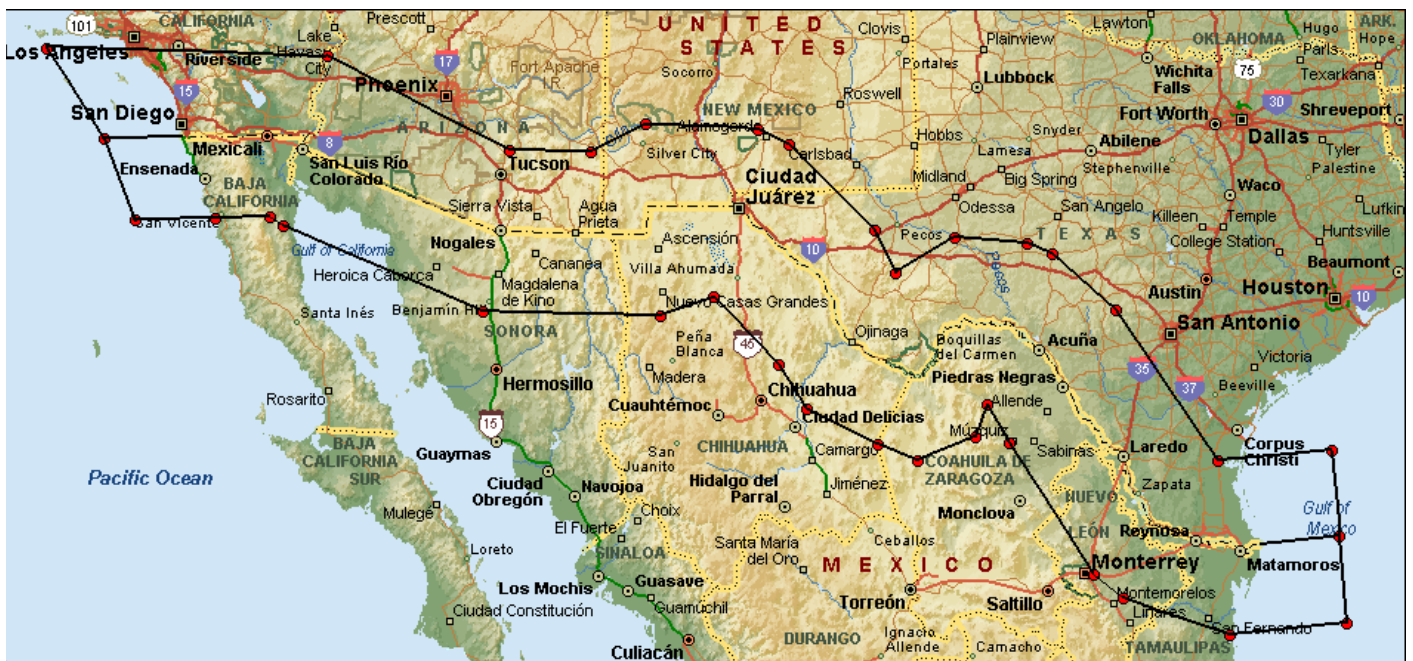 101
CALIFORNIA
Los Angeles
Riverside
Lake
Havasu
City
Prescott
17
Phoenix
Fort Apache
I.R.
Socorro
UNITED
STATES
Clovis
Portales
Plainview
Lubbock
Lawton
OKLAHOMA
Wichita
Falls
75
Hugo
Paris
ARK.
Hope
Texarkana
15
San Diego
ARIZONA
NEW MEXICO
Alamogordo
Roswell
Hobbs
Carlsbad
Snyder
Lamesa
Abilene
Stephenville
Fort Worth
Dallas
30
Shreveport
Tyler
Palestine
Mexicali
8
San Luis Río
Colorado
Ensenada
BAJA
CALIFORNIA
Tucson
Silver City
Ciudad
Juárez
Midland
Big Spring
Odessa
San Angelo
Waco
Killeen
Temple
Lufkin
San Vicente
Gulf of California
Sierra Vista
Agua
Prieta
Nogales
Ascensión
10
Pecos
TEXAS
College Station
Huntsville
Beaumont
Heroica Caborca
Cananea
Villa Ahumada
Pecos
Austin
Houston
10
Magdalena
de Kino
Nuevo Casas Grandes
Santa Inés
Benjamín Hill
SONORA
Peña
Blanca
45
Ojinaga
Boquillas
del Carmen
Acuña
San Antonio
Victoria
35
37
Beeville
Rosarito
Hermosillo
Madera
Chihuahua
Cuauhtémoc
Ciudad Delicias
Piedras Negras
Allende
15
Guaymas
BAJA
CALIFORNIA
SUR
CHIHUAHUA
San
Juanito
Camargo
Múzquiz
Sabinas
COAHUILA DE
ZARAGOZA
Laredo
Corpus
Christi
Pacific Ocean
Ciudad
Obregón
Navojoa
Hidalgo del
Parral
Jiménez
Monclova
NUEVO
LEÓN
Zapata
Gulf of
Mexico
Mulegé
El Fuerte
Choix
Ceballos
Reynosa
Matamoros
Loreto
SINALOA
Santa María
del Oro
MEXICO
Monterrey
Los Mochis
Guasave
Guamuchil
Torreón
Saltillo
Montemorelos
Linares
San Fernando
Ciudad Constitución
Culiacán
DURANGO
Ignacio
Allende
Camacho
TAMAULIPAS